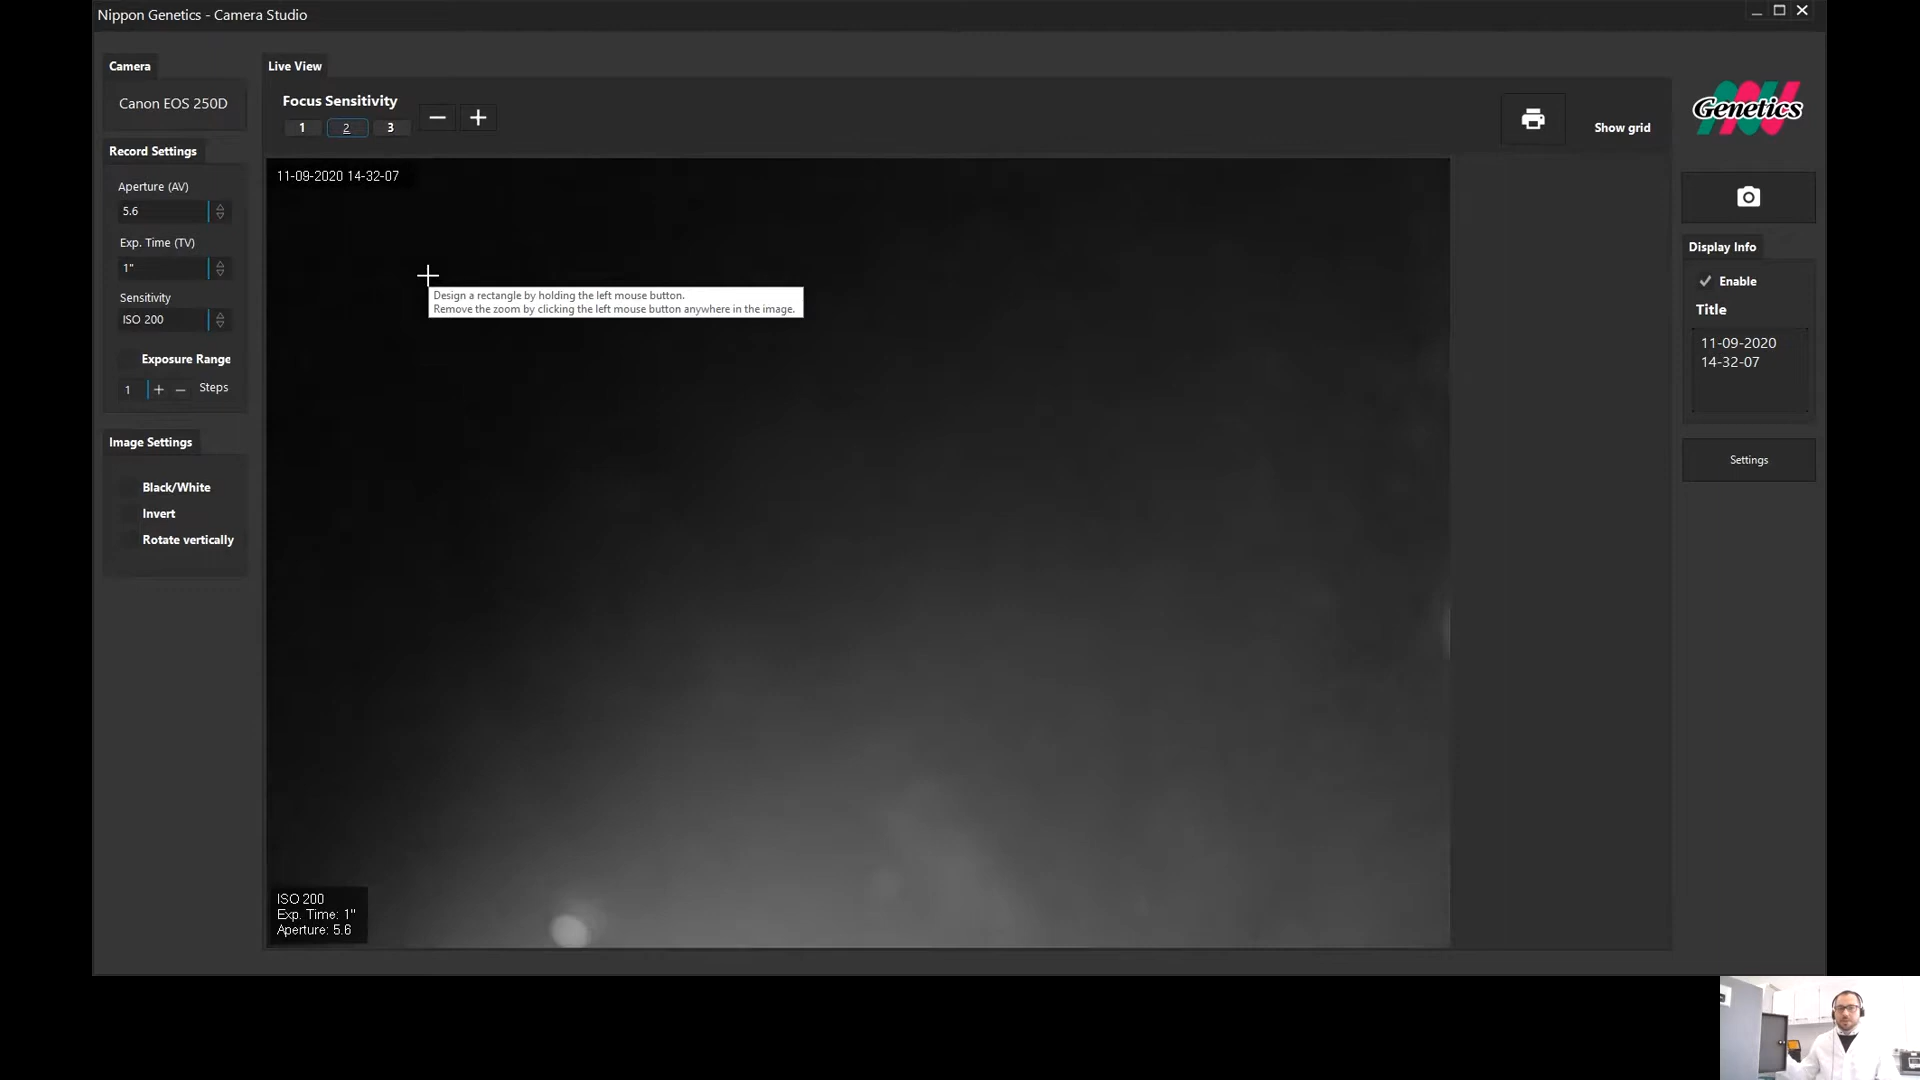 Nippon Genetics - Camera Studio
Camera
Canon EOS 250D
Record Settings
Aperture (AV)
5.6
Exp. Time (TV)
1"
Sensitivity
ISO 200
Exposure Range
1
Steps
Image Settings
Black/White
Invert
Rotate vertically
Live View
Focus Sensitivity
1 2 3
Show grid
11-09-2020 14-32-07
Design a rectangle by holding the left mouse button.
Remove the zoom by clicking the left mouse button anywhere in the image.
ISO 200
Exp. Time: 1"
Aperture: 5.6
Genetics
Display Info
Enable
Title
11-09-2020
14-32-07
Settings